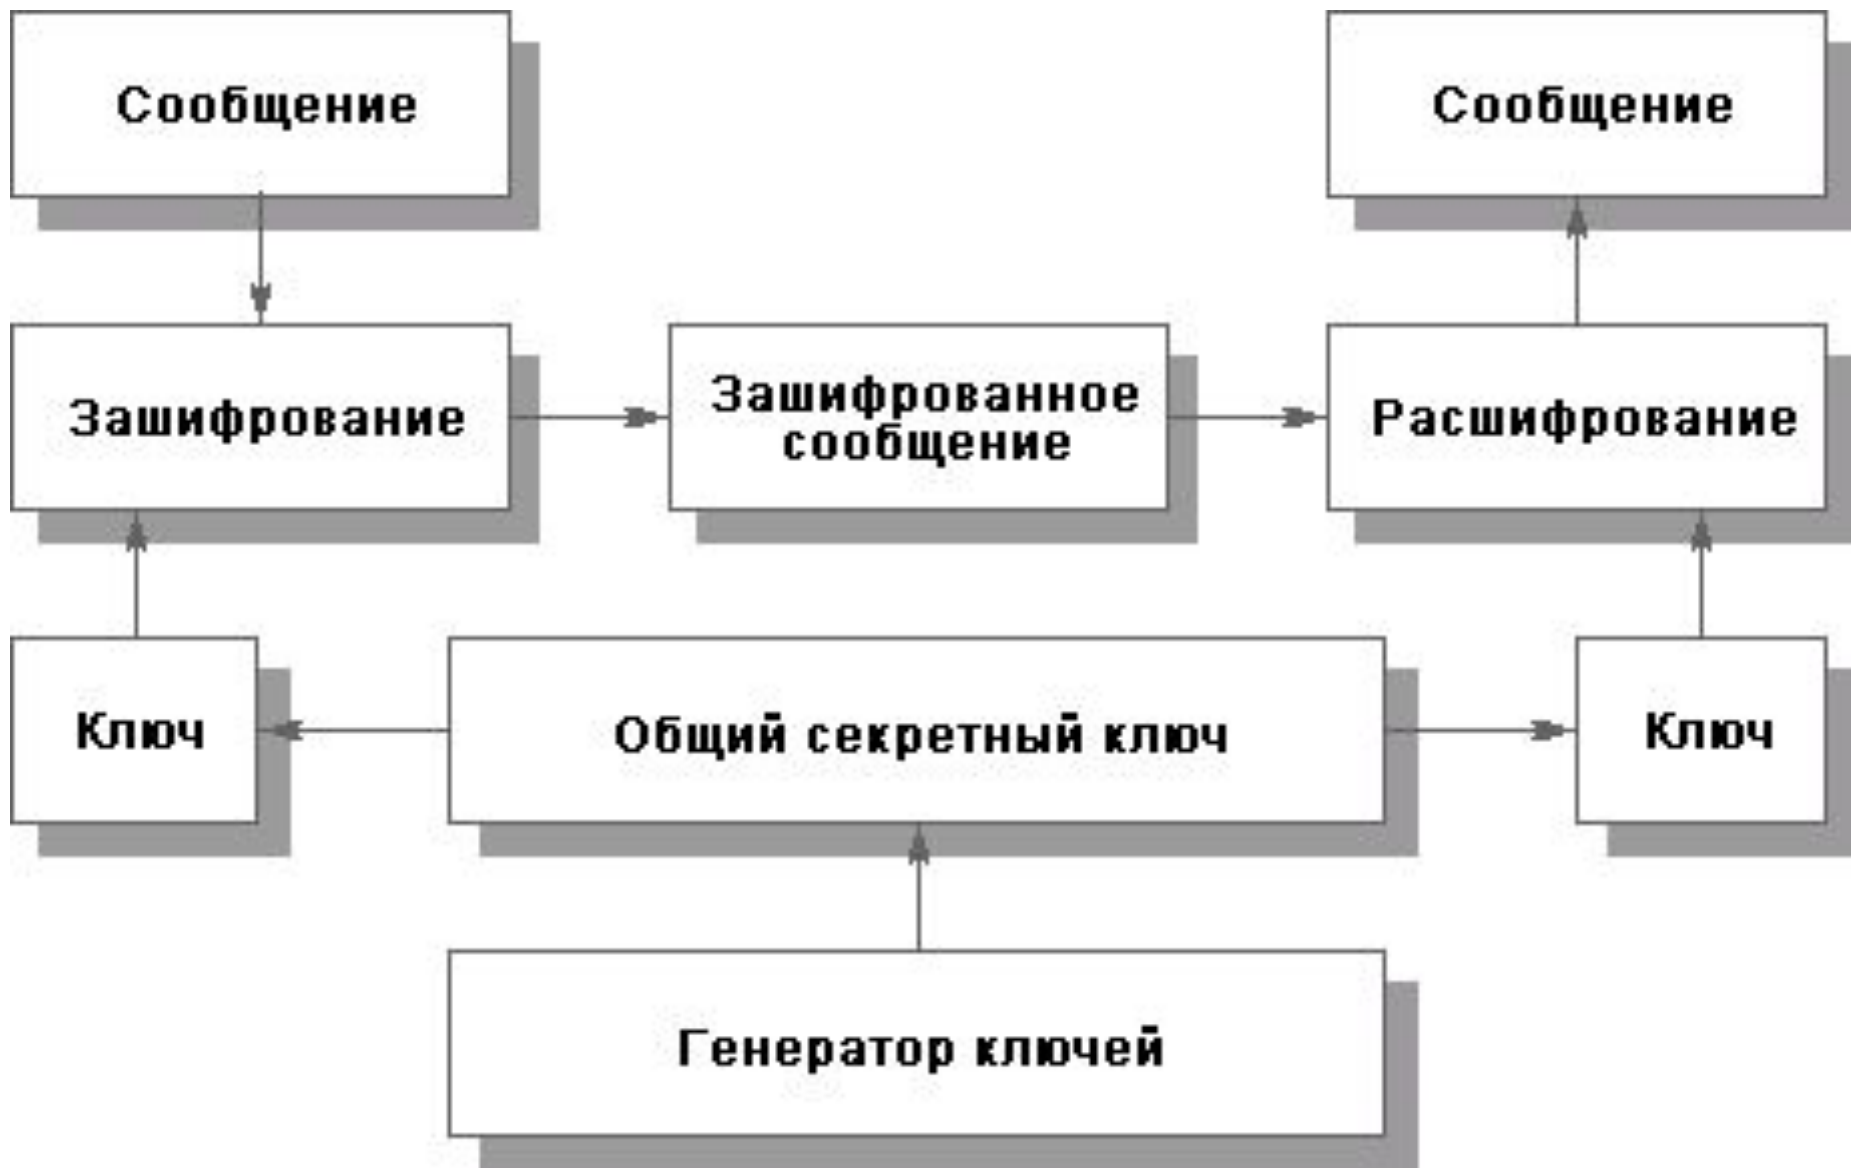 Сообщение
Сообщение
Зашифрование
Зашифрованное
сообщение
Расшифрование
Ключ
Общий секретный ключ
Ключ
Генератор ключей